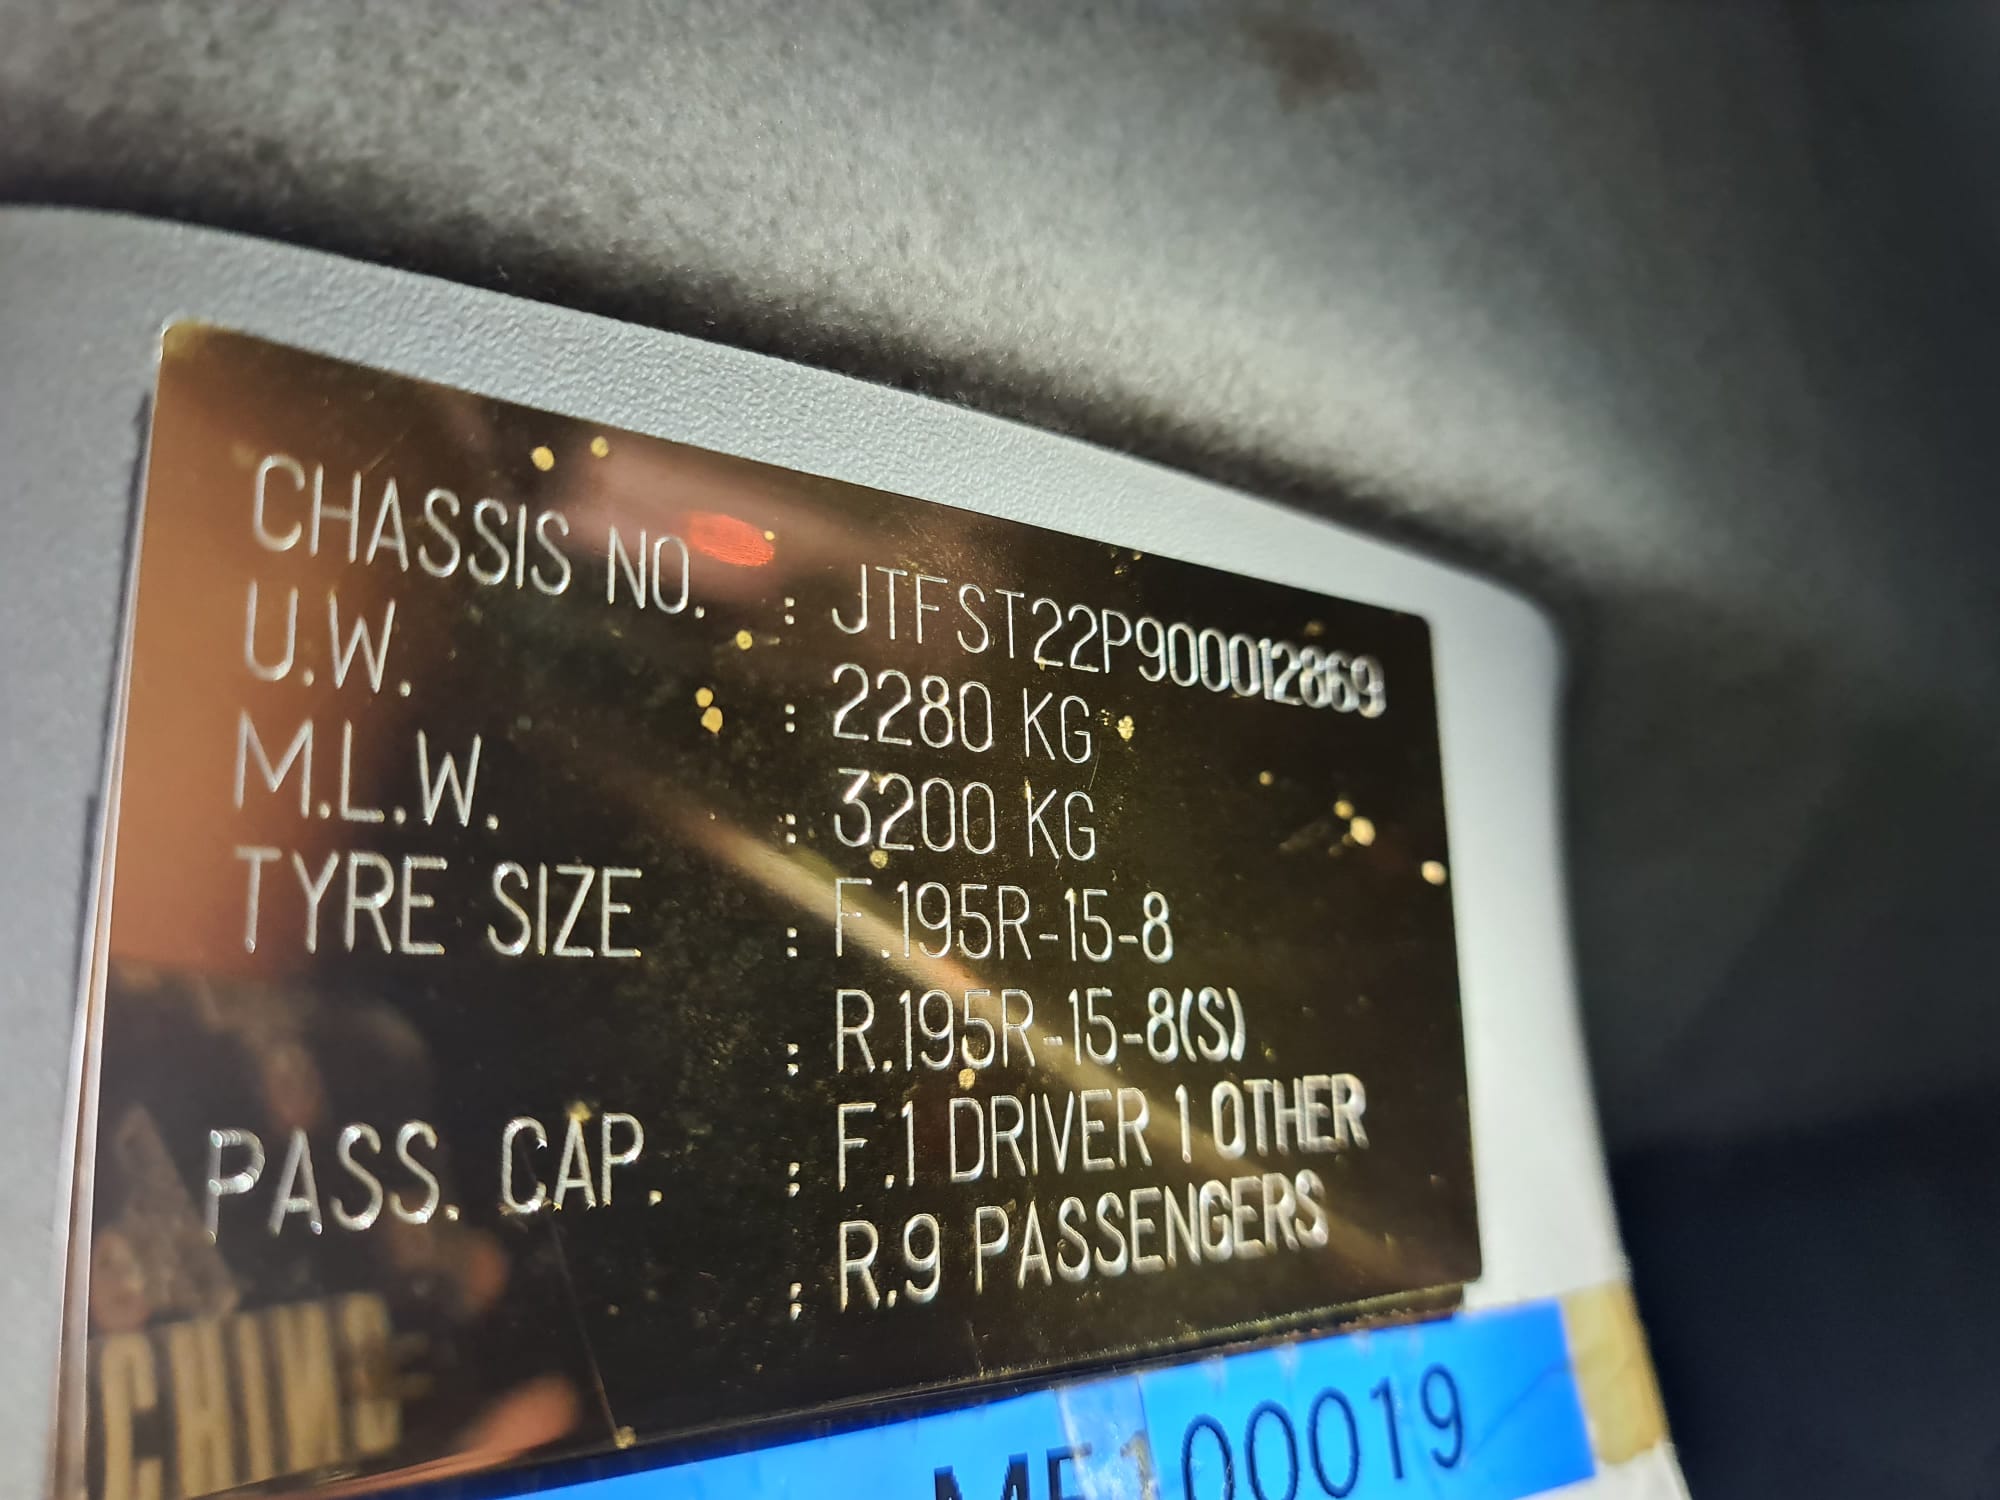 CHASSIS NO. : JTFST22P900012869
U.W. : 2280 KG
M.L.W. : 3200 KG
TYRE SIZE : F.195R-15-8
: R.195R-15-8(S)
PASS. CAP. : F.1 DRIVER 1 OTHER
: R.9 PASSENGERS
00019